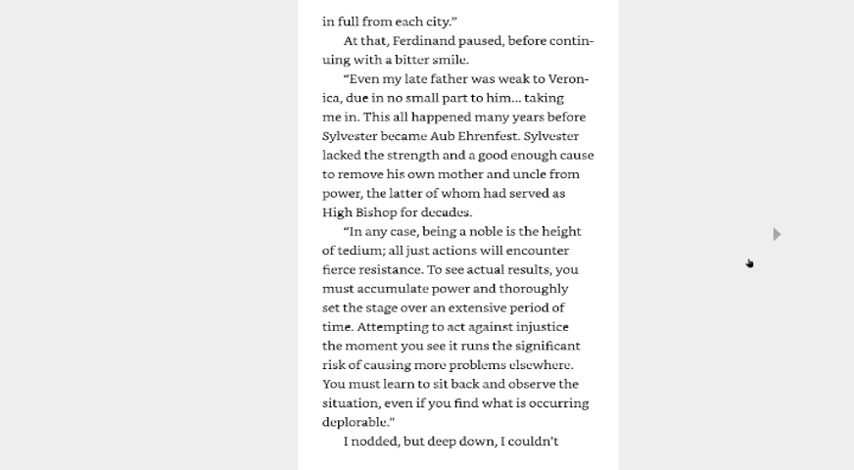 in full from each city.”
At that, Ferdinand paused, before contin-
uing with a bitter smile.
“Even my late father was weak to Veron-
ica, due in no small part to him... taking
me in. This all happened many years before
Sylvester became Aub Ehrenfest. Sylvester
lacked the strength and a good enough cause
to remove his own mother and uncle from
power, the latter of whom had served as
High Bishop for decades.
“In any case, being a noble is the height
of tedium; all just actions will encounter
fierce resistance. To see actual results, you
must accumulate power and thoroughly
set the stage over an extensive period of
time. Attempting to act against injustice
the moment you see it runs the significant
risk of causing more problems elsewhere.
You must learn to sit back and observe the
situation, even if you find what is occurring
deplorable.”
I nodded, but deep down, I couldn’t